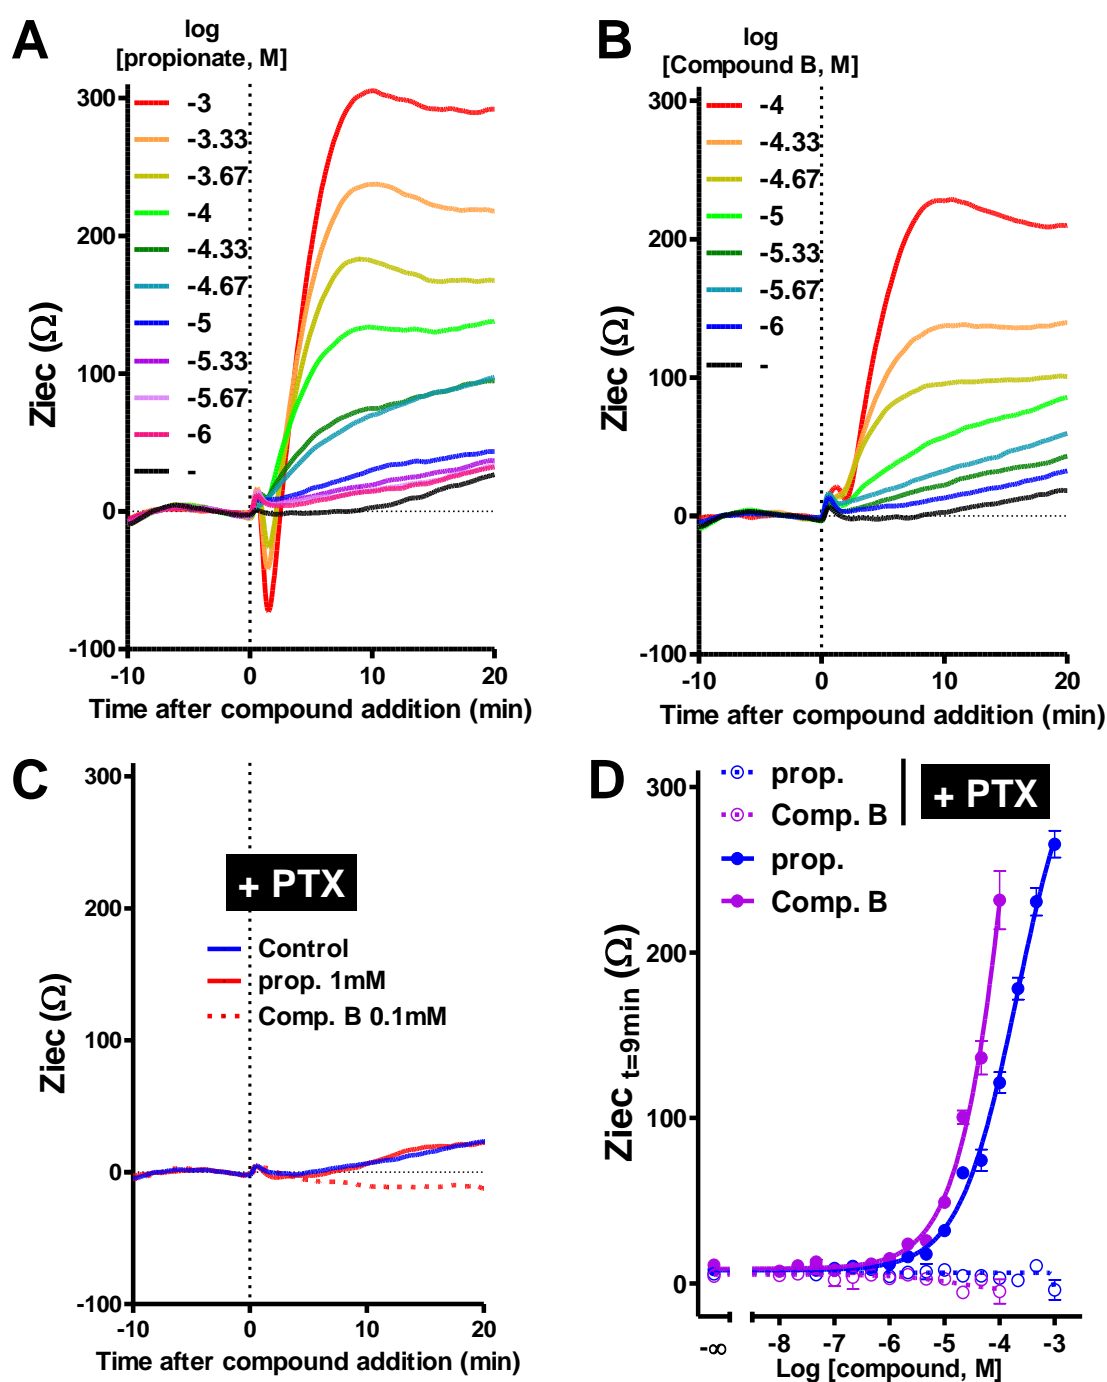 A
log
[propionate, M]
300
200
100
0
-100
-10
0
10
20
-3
-3.33
-3.67
-4
-4.33
-4.67
-5
-5.33
-5.67
-6
-
Ziec (Ω)
Time after compound addition (min)
B
log
[Compound B, M]
300
200
100
0
-100
-10
0
10
20
-4
-4.33
-4.67
-5
-5.33
-5.67
-6
-
Ziec (Ω)
Time after compound addition (min)
C
300
200
100
0
-100
-10
0
10
20
+ PTX
Control
prop. 1mM
Comp. B 0.1mM
Ziec (Ω)
Time after compound addition (min)
D
prop.
Comp. B
+ PTX
prop.
Comp. B
300
200
100
0
Ziec t=9min (Ω)
-∞
-8
-7
-6
-5
-4
-3
Log [compound, M]